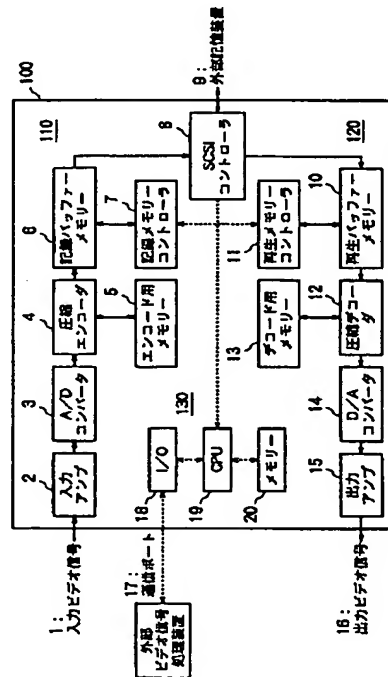 100
110
1：
入力ビデオ信号
2
入力
アンプ
3
A/D
コンバータ
4
圧縮
エンコーダ
6
記録バッファー
メモリー
5
エンコード用
メモリー
7
記録メモリー
コントローラ
8
SCSI
コントローラ
9：
外部記憶装置
17：
通信ポート
外部
ビデオ信号
処理装置
18
I/O
130
19
CPU
20
メモリー
13
デコード用
メモリー
11
再生メモリー
コントローラ
120
15
出力
アンプ
14
D/A
コンバータ
12
圧縮デコー
ダ
10
再生バッファー
メモリー
16：
出力ビデオ信号